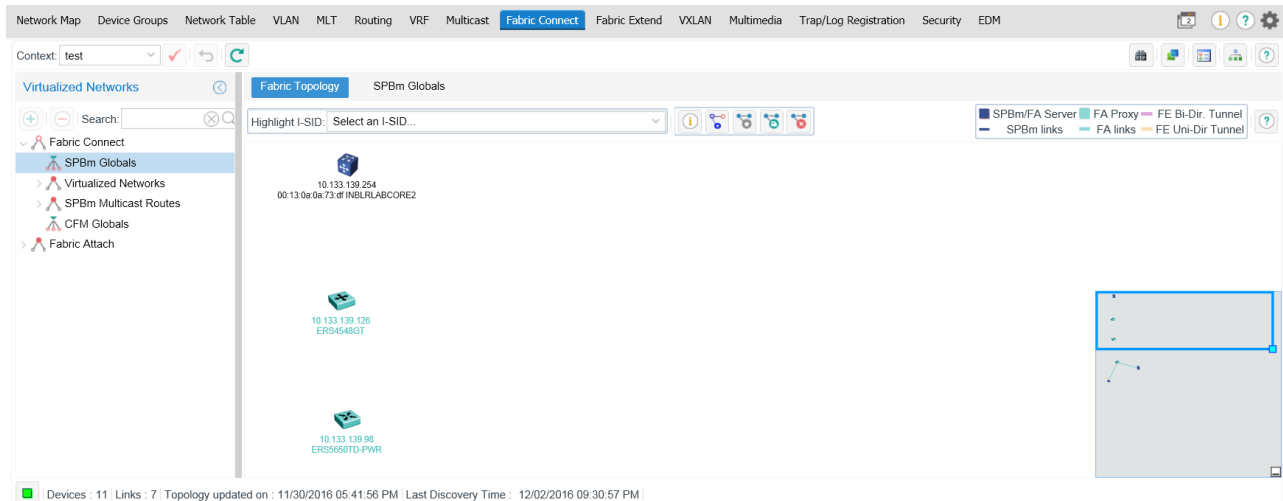 Network Map Device Groups Network Table VLAN MLT Routing VRF Multicast Fabric Connect Fabric Extend VXLAN Multimedia Trap/Log Registration Security EDM 2
Context: test
Virtualized Networks
Fabric Topology SPBm Globals
Search:
Highlight I-SID: Select an I-SID...
SPBm/FA Server FA Proxy FE Bi-Dir. Tunnel
SPBm links FA links FE Uni-Dir Tunnel
Fabric Connect
SPBm Globals
Virtualized Networks
SPBm Multicast Routes
CFM Globals
Fabric Attach
10.133.139.254
00:13:0a:0a:73:df INBLRLABCORE2
10.133.139.126
ERS4548GT
10.133.139.98
ERS5650TD-PWR
Devices : 11 Links : 7 Topology updated on : 11/30/2016 05:41:56 PM Last Discovery Time : 12/02/2016 09:30:57 PM